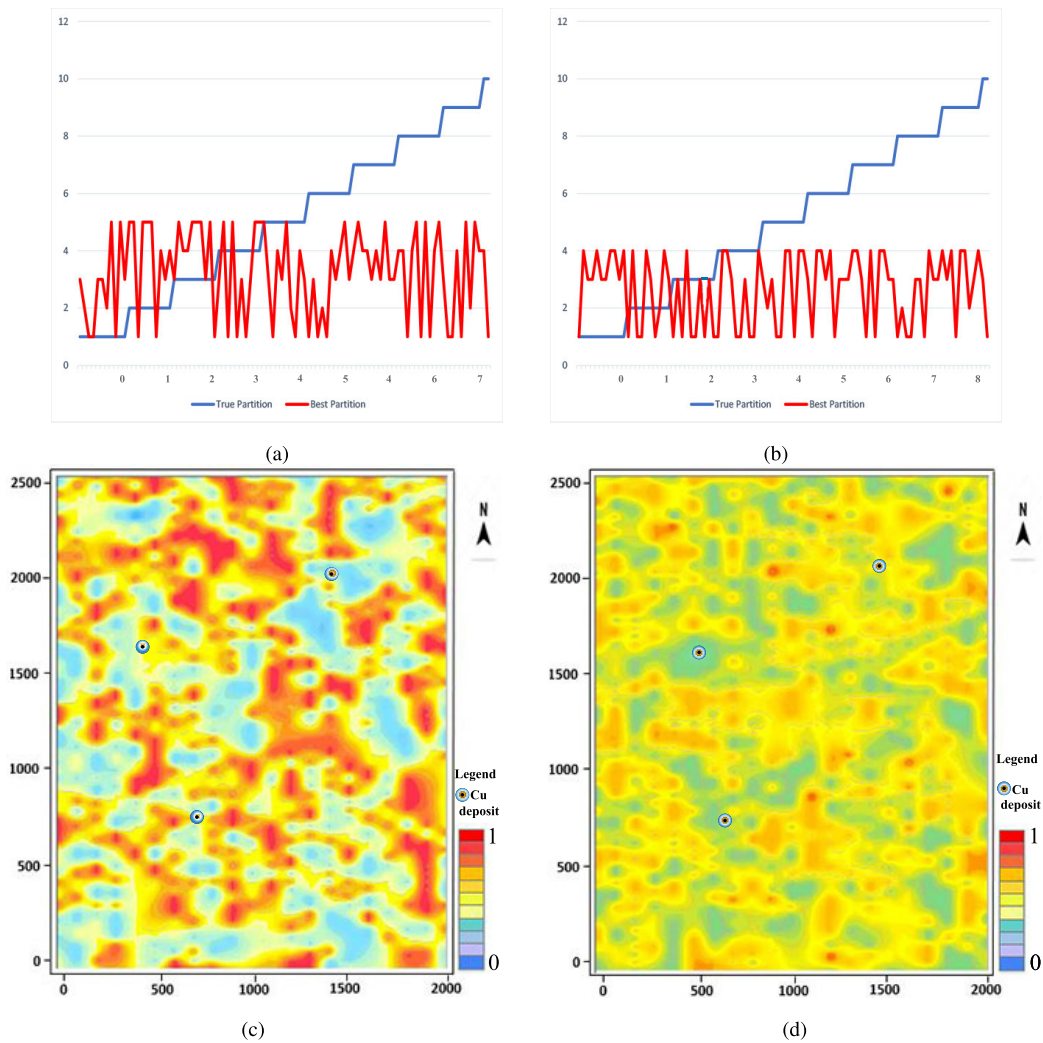 12
10
8
6
4
2
0
0 1 2 3 4 5 4 6 7
True Partition Best Partition
(a)
12
10
8
6
4
2
0
0 1 2 3 4 5 6 7 8
True Partition Best Partition
(b)
2500
2000
1500
1000
500
0
0 500 1000 1500 2000
N
Legend
Cu
deposit
1
0
(c)
2500
2000
1500
1000
500
0
0 500 1000 1500 2000
N
Legend
Cu
deposit
1
0
(d)